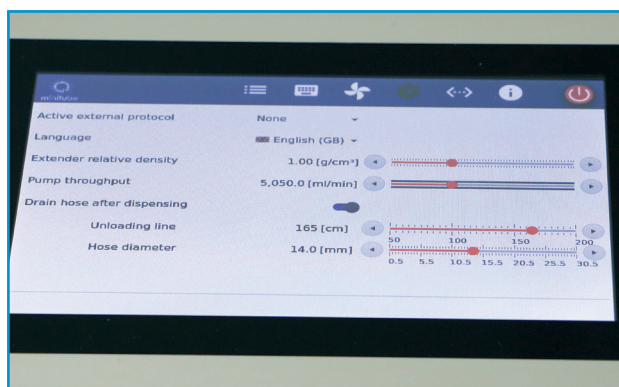 minitube
Active external protocol None
Language English (GB)
Extender relative density 1.00 [g/cm³]
Pump throughput 5,050.0 [ml/min]
Drain hose after dispensing
Unloading line 165 [cm]
50 100 150 200
Hose diameter 14.0 [mm]
0.5 5.5 10.5 15.5 20.5 25.5 30.5